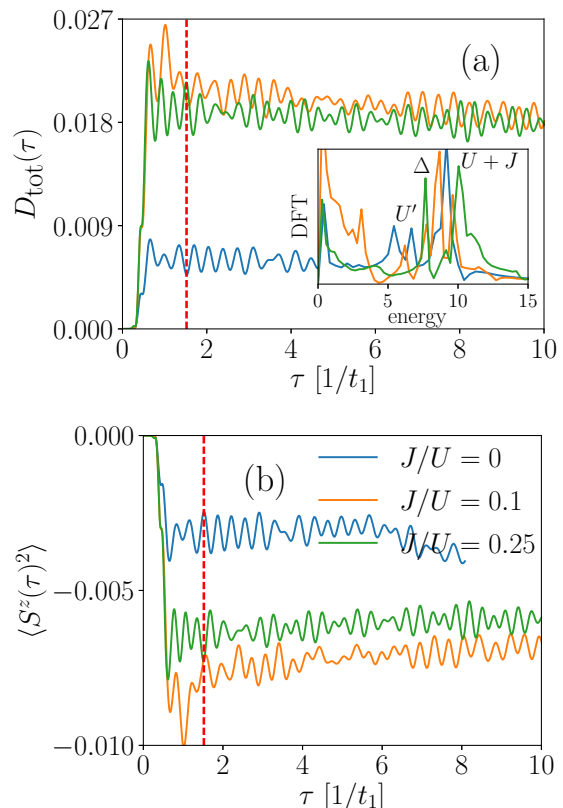 0.027
0.018
0.009
0.000
D_tot(τ)
(a)
DFT
U′
Δ
U + J
0 5 10 15
energy
0 2 4 6 8 10
τ [1/t₁]
0.000
−0.005
−0.010
⟨S^z(τ)^2⟩
(b)
J/U = 0
J/U = 0.1
J/U = 0.25
0 2 4 6 8 10
τ [1/t₁]